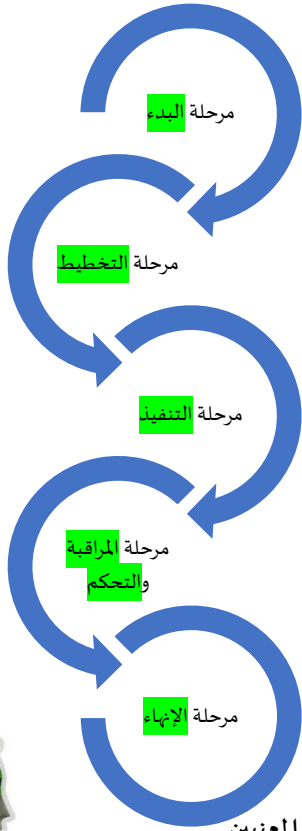 مرحلة البدء
مرحلة التخطيط
مرحلة التنفيذ
مرحلة المراقبة
والتحكم
مرحلة الإنهاء